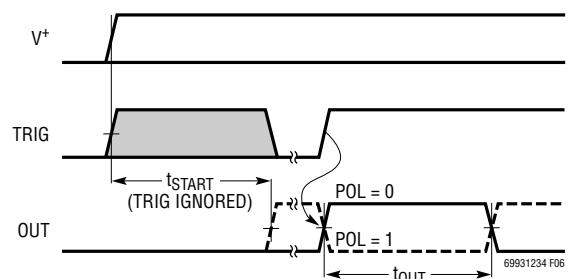 V+
TRIG
tSTART
(TRIG IGNORED)
POL = 0
OUT
POL = 1
69931234 F06
tOUT